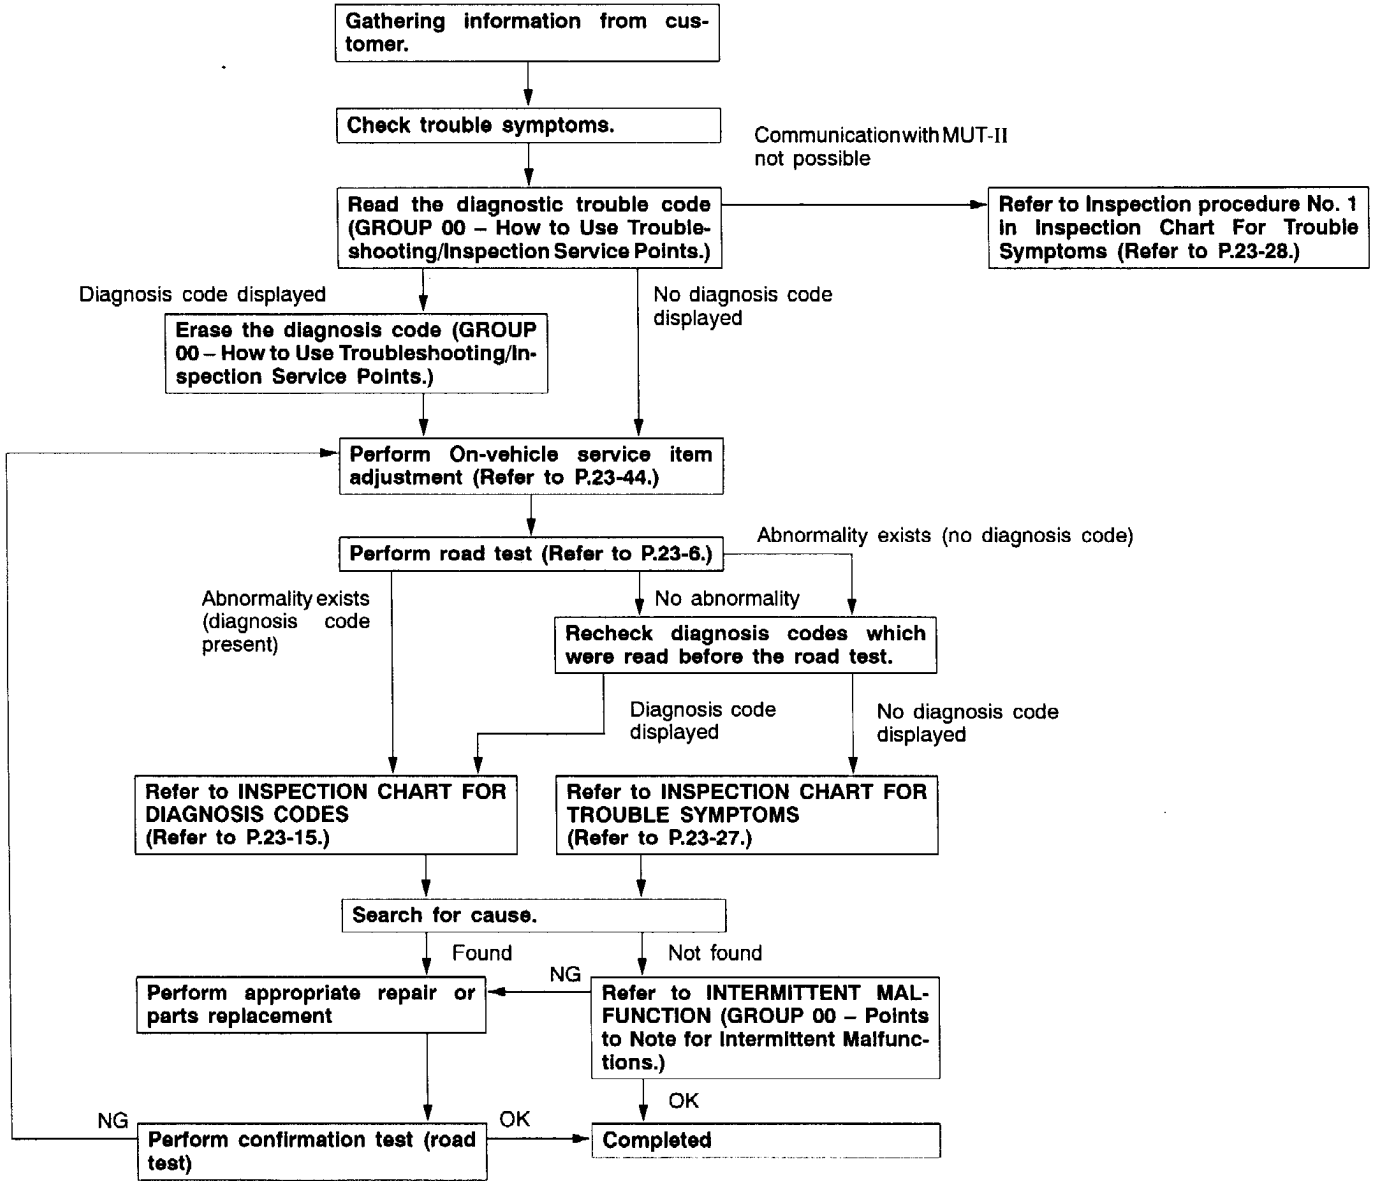 Gathering information from cus-
tomer.
Check trouble symptoms.
Communication with MUT-II
not possible
Read the diagnostic trouble code
(GROUP 00 – How to Use Trouble-
shooting/Inspection Service Points.)
Refer to Inspection procedure No. 1
in Inspection Chart For Trouble
Symptoms (Refer to P.23-28.)
Diagnosis code displayed
No diagnosis code
displayed
Erase the diagnosis code (GROUP
00 – How to Use Troubleshooting/In-
spection Service Points.)
Perform On-vehicle service item
adjustment (Refer to P.23-44.)
Perform road test (Refer to P.23-6.)
Abnormality exists (no diagnosis code)
Abnormality exists
(diagnosis code
present)
No abnormality
Recheck diagnosis codes which
were read before the road test.
Diagnosis code
displayed
No diagnosis code
displayed
Refer to INSPECTION CHART FOR
DIAGNOSIS CODES
(Refer to P.23-15.)
Refer to INSPECTION CHART FOR
TROUBLE SYMPTOMS
(Refer to P.23-27.)
Search for cause.
Found
Not found
NG
Perform appropriate repair or
parts replacement
Refer to INTERMITTENT MAL-
FUNCTION (GROUP 00 – Points
to Note for Intermittent Malfunc-
tions.)
OK
NG
Perform confirmation test (road
test)
OK
Completed